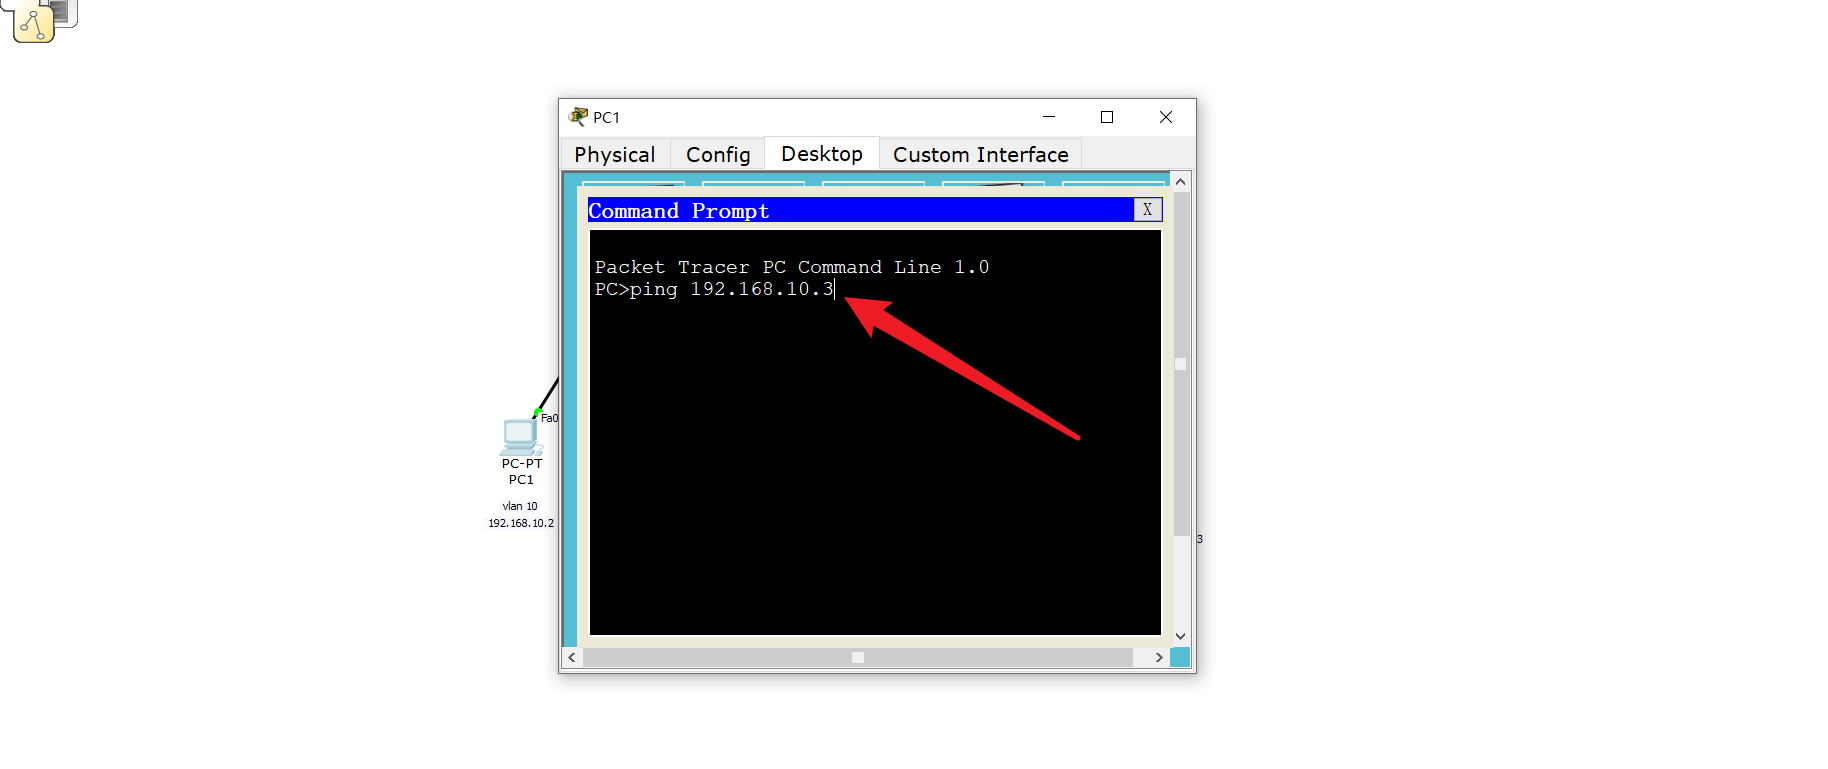 PC1
Physical Config Desktop Custom Interface
Command Prompt X
Packet Tracer PC Command Line 1.0
PC>ping 192.168.10.3
Fa0
PC-PT
PC1
vlan 10
192.168.10.2
3